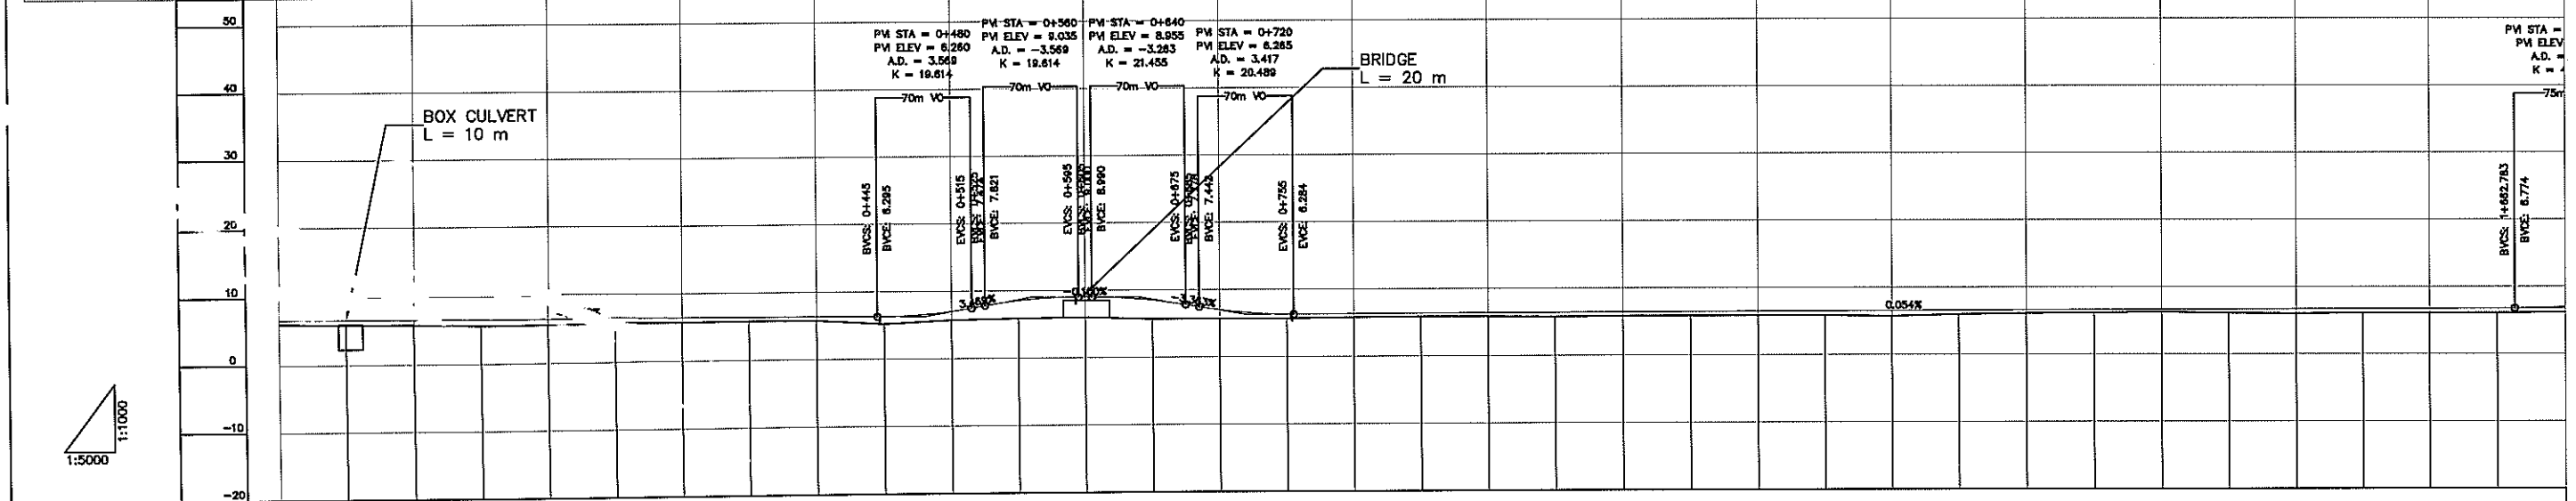 50
40
30
20
10
0
-10
-20
1:1000
1:5000
BOX CULVERT
L = 10 m
PVI STA = 0+480
PVI ELEV = 6.260
A.D. = 3.569
K = 19.614
70m VC
PVI STA = 0+560
PVI ELEV = 9.035
A.D. = -3.569
K = 19.614
70m VC
PVI STA = 0+640
PVI ELEV = 8.955
A.D. = -3.263
K = 21.455
70m VC
PVI STA = 0+720
PVI ELEV = 6.265
A.D. = 3.417
K = 20.489
70m VC
BRIDGE
L = 20 m
PVI STA =
PVI ELEV
A.D. =
K =
75m
BVCS: 0+445
BVCE: 6.295
EVCS: 0+515
BVCE: 7.821
EVCS: 0+595
BVCE: 8.990
EVCS: 0+675
BVCE: 7.442
EVCS: 0+755
EVCE: 6.284
BVCS: 1+682.783
BVCE: 6.774
-0.100%
0.054%